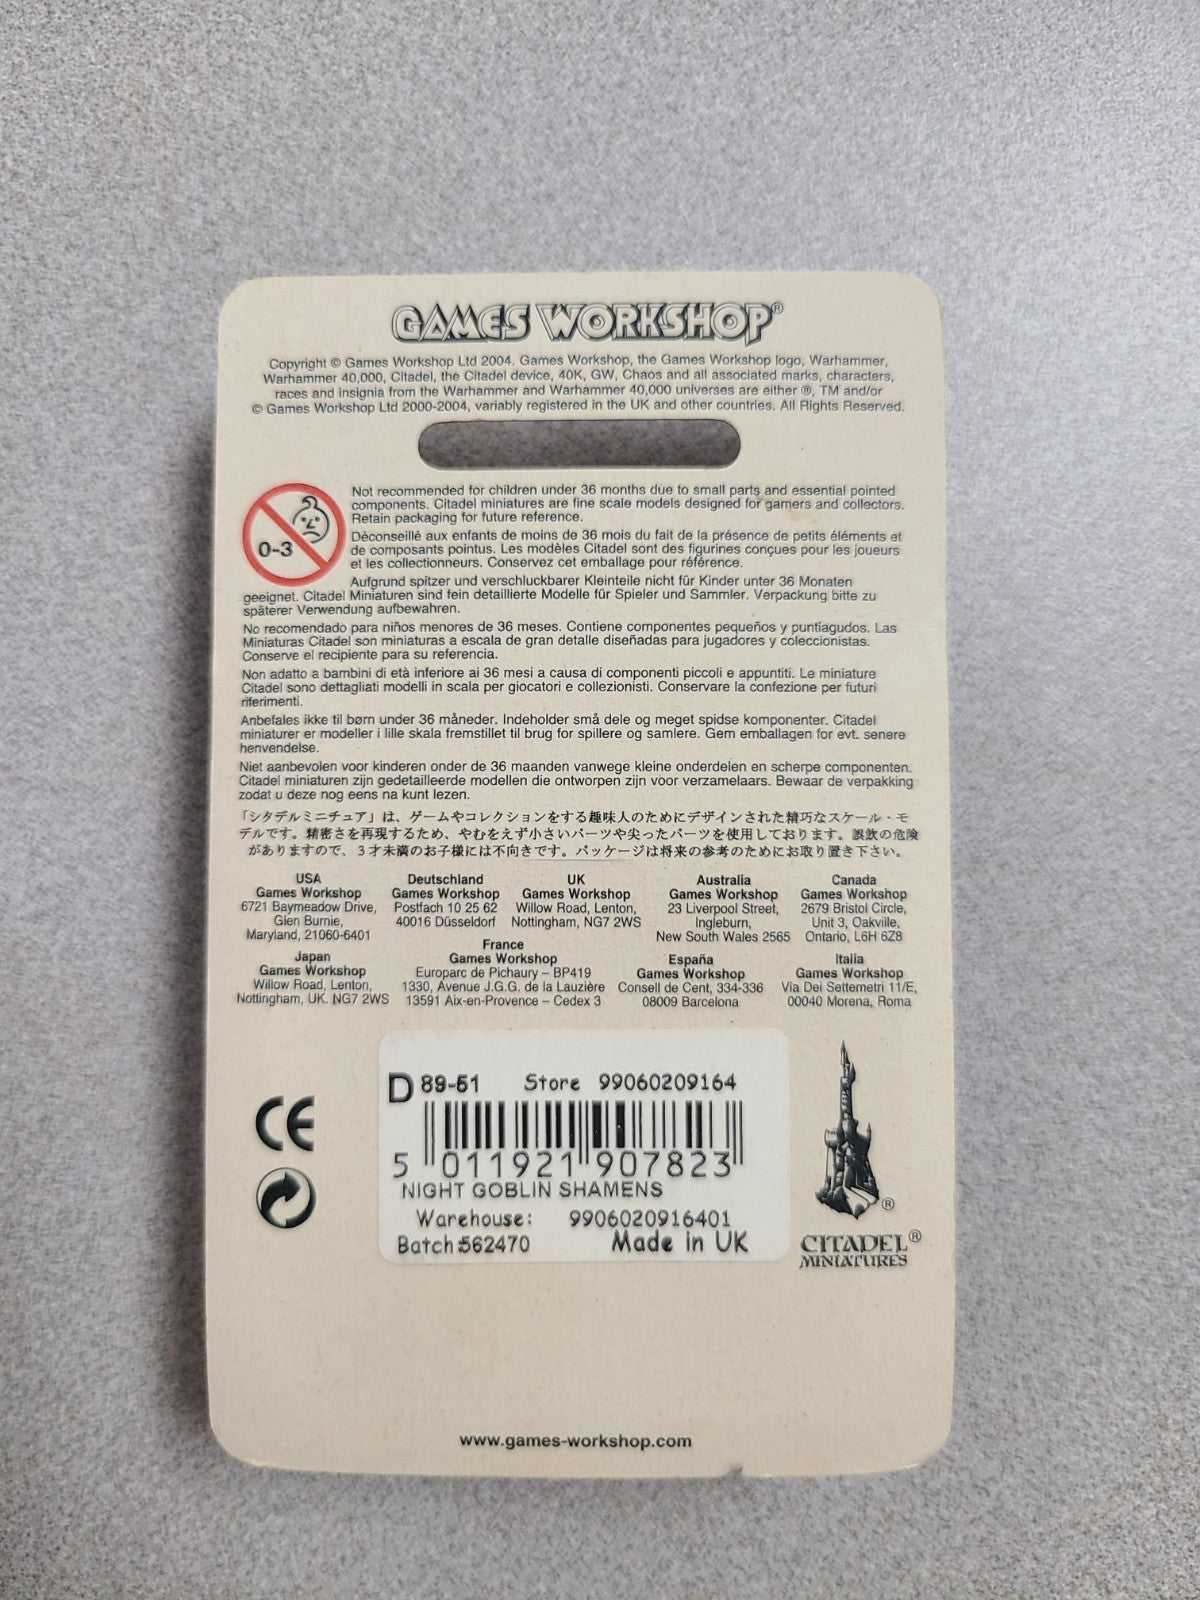 GAMES WORKSHOP®
Copyright © Games Workshop Ltd 2004. Games Workshop, the Games Workshop logo, Warhammer,
Warhammer 40,000, Citadel, the Citadel device, 40K, GW, Chaos and all associated marks, characters,
races and insignia from the Warhammer and Warhammer 40,000 universes are either ®, TM and/or
© Games Workshop Ltd 2000-2004, variably registered in the UK and other countries. All Rights Reserved.
0-3
Not recommended for children under 36 months due to small parts and essential pointed
components. Citadel miniatures are fine scale models designed for gamers and collectors.
Retain packaging for future reference.
Déconseillé aux enfants de moins de 36 mois du fait de la présence de petits éléments et
de composants pointus. Les modèles Citadel sont des figurines conçues pour les joueurs
et les collectionneurs. Conservez cet emballage pour référence.
Aufgrund spitzer und verschluckbarer Kleinteile nicht für Kinder unter 36 Monaten
geeignet. Citadel Miniaturen sind fein detaillierte Modelle für Spieler und Sammler. Verpackung bitte zu
späterer Verwendung aufbewahren.
No recomendado para niños menores de 36 meses. Contiene componentes pequeños y puntiagudos. Las
Miniaturas Citadel son miniaturas a escala de gran detalle diseñadas para jugadores y coleccionistas.
Conserve el recipiente para su referencia.
Non adatto a bambini di età inferiore ai 36 mesi a causa di componenti piccoli e appuntiti. Le miniature
Citadel sono dettagliati modelli in scala per giocatori e collezionisti. Conservare la confezione per futuri
riferimenti.
Anbefales ikke til børn under 36 måneder. Indeholder små dele og meget spidse komponenter. Citadel
miniaturer er modeller i lille skala fremstillet til brug for spillere og samlere. Gem emballagen for evt. senere
henvendelse.
Niet aanbevolen voor kinderen onder de 36 maanden vanwege kleine onderdelen en scherpe componenten.
Citadel miniaturen zijn gedetailleerde modellen die ontworpen zijn voor verzamelaars. Bewaar de verpakking
zodat u deze nog eens na kunt lezen.
「シタデルミニチュア」は、ゲームやコレクションをする趣味人のためにデザインされた精巧なスケール・モ
デルです。精密さを再現するため、やむをえず小さいパーツや尖ったパーツを使用しております。誤飲の危険
がありますので、3才未満のお子様には不向きです。パッケージは将来の参考のためにお取り置き下さい。
USA
Games Workshop
6721 Baymeadow Drive,
Glen Burnie,
Maryland, 21060-6401
Deutschland
Games Workshop
Postfach 10 25 62
40016 Düsseldorf
UK
Games Workshop
Willow Road, Lenton,
Nottingham, NG7 2WS
Australia
Games Workshop
23 Liverpool Street,
Ingleburn,
New South Wales 2565
Canada
Games Workshop
2679 Bristol Circle,
Unit 3, Oakville,
Ontario, L6H 6Z8
Japan
Games Workshop
Willow Road, Lenton,
Nottingham, UK. NG7 2WS
France
Games Workshop
Europarc de Pichaury – BP419
1330, Avenue J.G.G. de la Lauzière
13591 Aix-en-Provence – Cedex 3
España
Games Workshop
Consell de Cent, 334-336
08009 Barcelona
Italia
Games Workshop
Via Dei Settemetri 11/E,
00040 Morena, Roma
D 89-51 Store 99060209164
5 011921 907823
NIGHT GOBLIN SHAMENS
Warehouse: 9906020916401
Batch:562470 Made in UK
CE
®
CITADEL®
MINIATURES
www.games-workshop.com